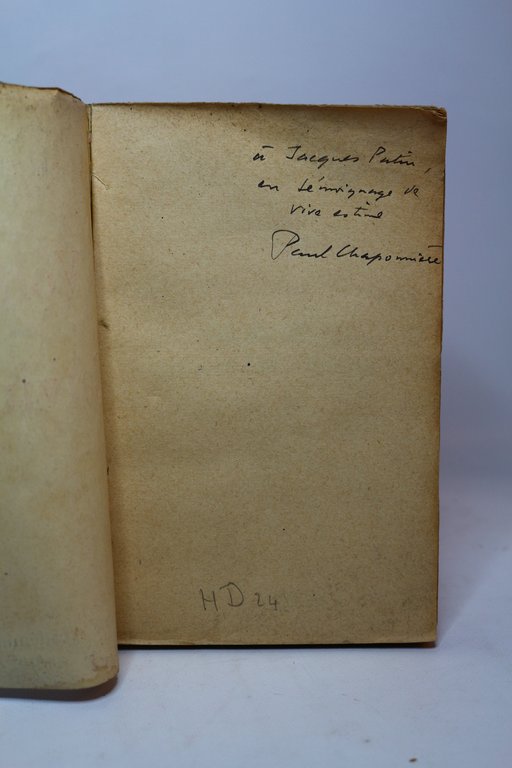 à Jacques Patin,
en témoignage de
vive estime
Paul Chaponnière
HD 24